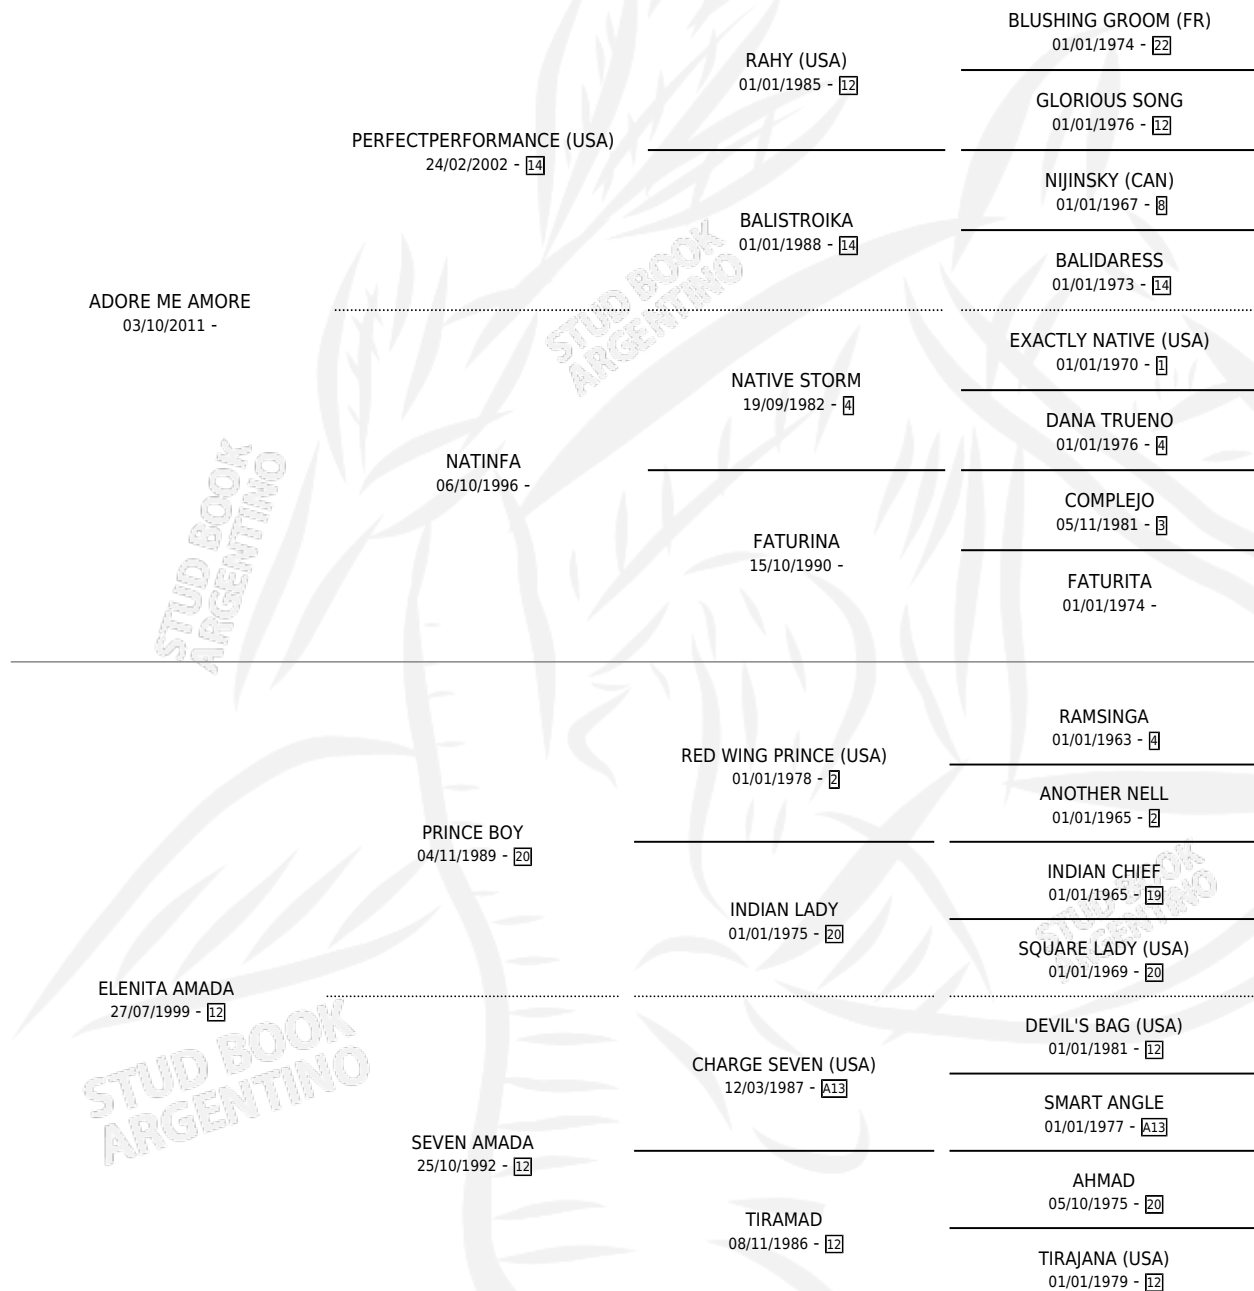 BLUSHING GROOM (FR)
01/01/1974 - 22
RAHY (USA)
01/01/1985 - 12
GLORIOUS SONG
01/01/1976 - 12
PERFECTPERFORMANCE (USA)
24/02/2002 - 14
NIJINSKY (CAN)
01/01/1967 - 8
BALISTROIKA
01/01/1988 - 14
BALIDARESS
01/01/1973 - 14
ADORE ME AMORE
03/10/2011 -
EXACTLY NATIVE (USA)
01/01/1970 - 1
NATIVE STORM
19/09/1982 - 4
DANA TRUENO
01/01/1976 - 4
NATINFA
06/10/1996 -
COMPLEJO
05/11/1981 - 3
FATURINA
15/10/1990 -
FATURITA
01/01/1974 -
RAMSINGA
01/01/1963 - 4
RED WING PRINCE (USA)
01/01/1978 - 2
ANOTHER NELL
01/01/1965 - 2
PRINCE BOY
04/11/1989 - 20
INDIAN CHIEF
01/01/1965 - 19
INDIAN LADY
01/01/1975 - 20
SQUARE LADY (USA)
01/01/1969 - 20
ELENITA AMADA
27/07/1999 - 12
DEVIL'S BAG (USA)
01/01/1981 - 12
CHARGE SEVEN (USA)
12/03/1987 - A13
SMART ANGLE
01/01/1977 - A13
SEVEN AMADA
25/10/1992 - 12
AHMAD
05/10/1975 - 20
TIRAMAD
08/11/1986 - 12
TIRAJANA (USA)
01/01/1979 - 12
STUD BOOK
ARGENTINO
STUD BOOK
ARGENTINO
STUD BOOK
ARGENTINO
STUD BOOK
ARGENTINO